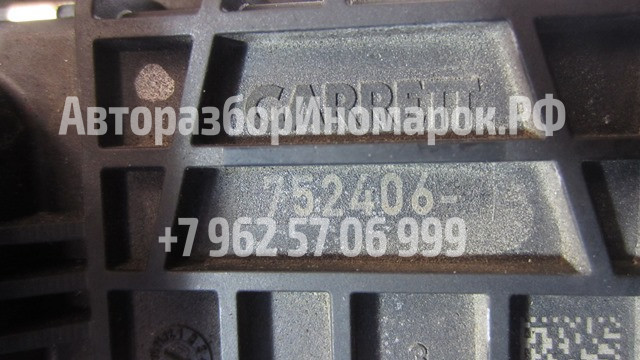 GARRETT
АвторазборИномарок.РФ
752406-
+7 962 57 06 999